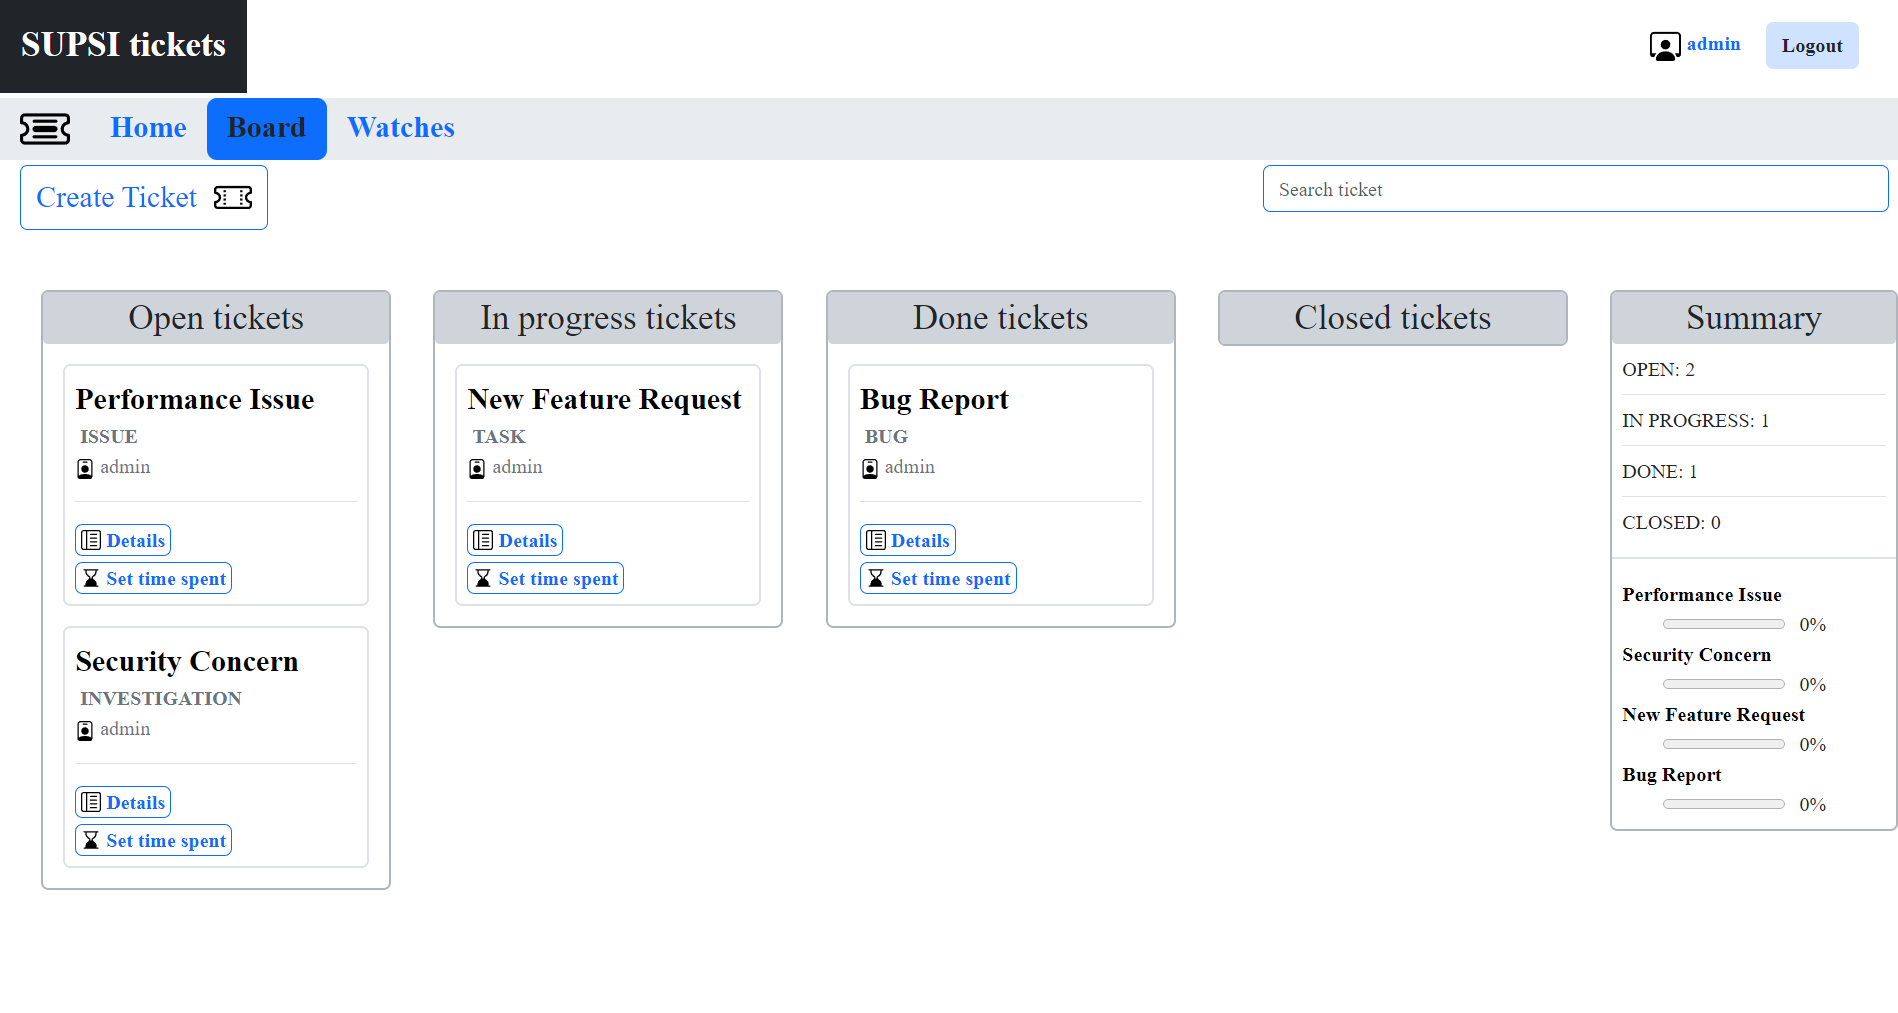 SUPSI tickets
admin
Logout
Home
Board
Watches
Create Ticket
Search ticket
Open tickets
Performance Issue
ISSUE
admin
Details
Set time spent
Security Concern
INVESTIGATION
admin
Details
Set time spent
In progress tickets
New Feature Request
TASK
admin
Details
Set time spent
Done tickets
Bug Report
BUG
admin
Details
Set time spent
Closed tickets
Summary
OPEN: 2
IN PROGRESS: 1
DONE: 1
CLOSED: 0
Performance Issue
0%
Security Concern
0%
New Feature Request
0%
Bug Report
0%